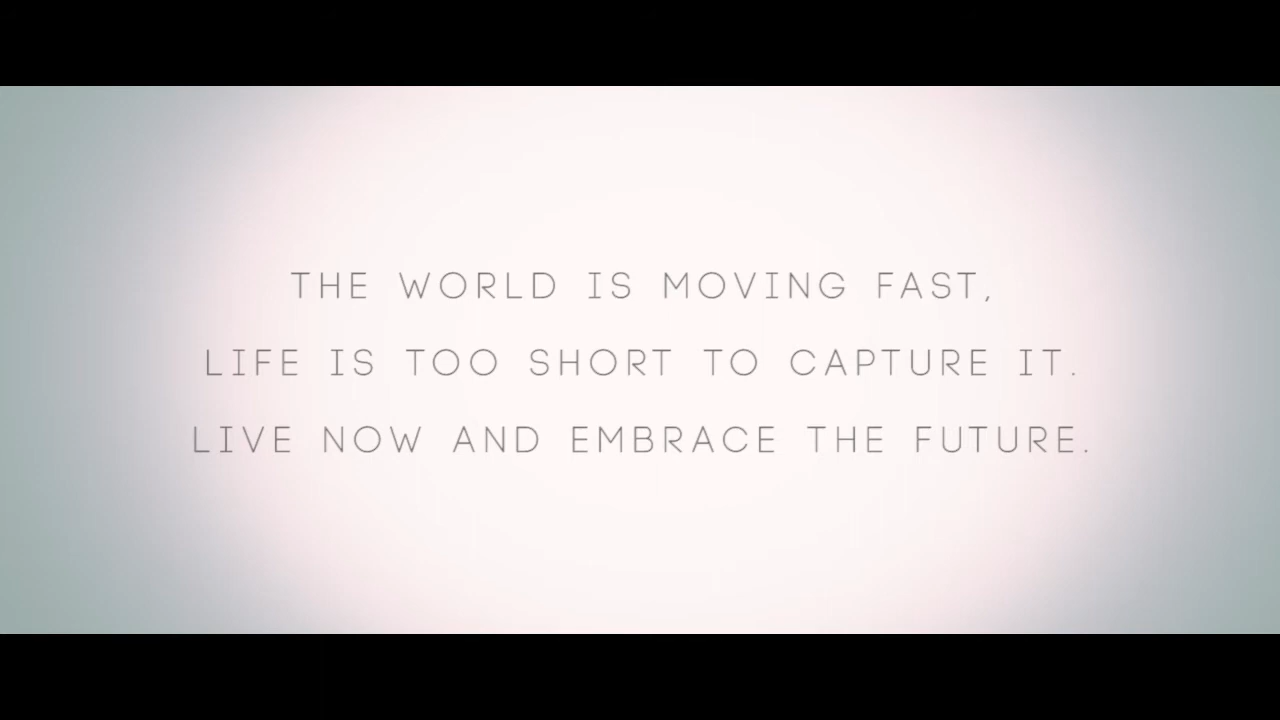 THE WORLD IS MOVING FAST,
LIFE IS TOO SHORT TO CAPTURE IT.
LIVE NOW AND EMBRACE THE FUTURE.